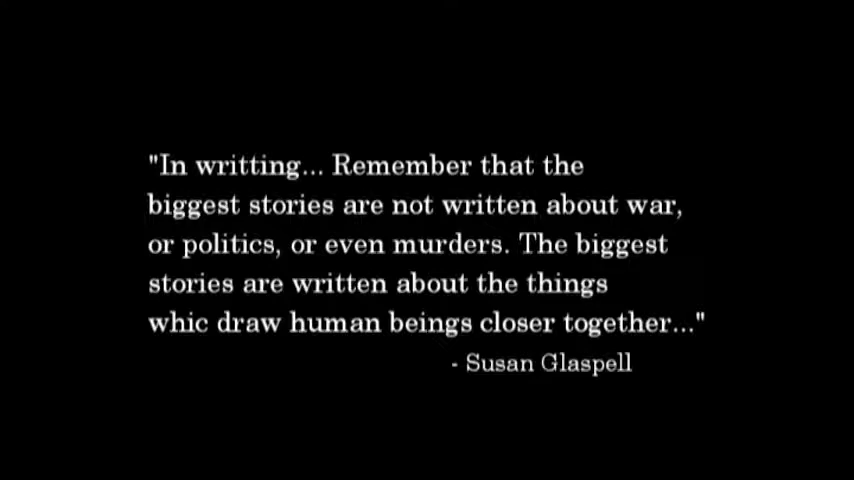 "In writting... Remember that the
biggest stories are not written about war,
or politics, or even murders. The biggest
stories are written about the things
whic draw human beings closer together..."
- Susan Glaspell